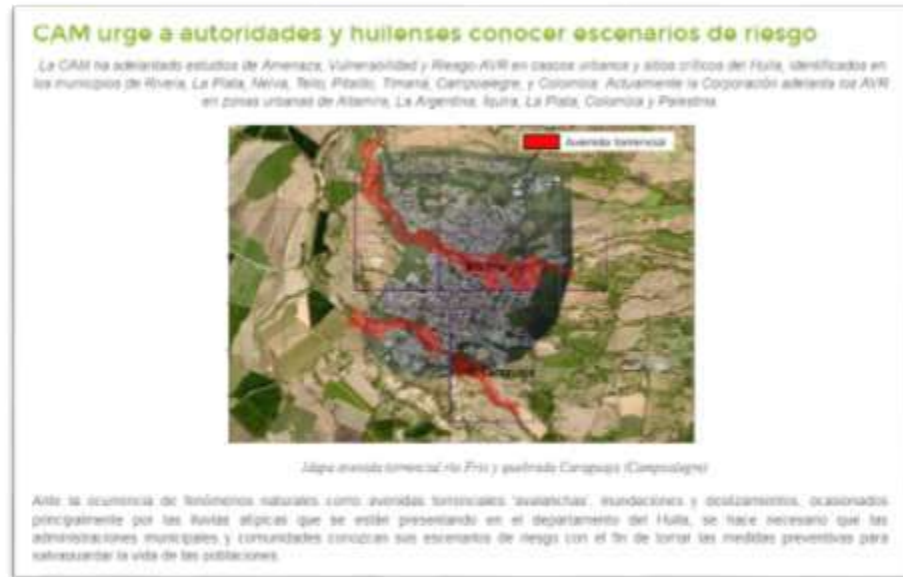 CAM urge a autoridades y huilenses conocer escenarios de riesgo
La CAM ha adelantado estudios de Amenaza, Vulnerabilidad y Riesgo AVR en cascos urbanos y sitios críticos del Huila, identificados en
los municipios de Rivera, La Plata, Neiva, Tello, Pitalito, Timaná, Campoalegre, y Colombia. Actualmente la Corporación adelanta los AVR
en zonas urbanas de Altamira, La Argentina, Iquira, La Plata, Colombia y Palestina.
Avenida torrencial
Mapa avenida torrencial río Frío y quebrada Caraguaja (Campoalegre)
Ante la ocurrencia de fenómenos naturales como avenidas torrenciales 'avalanchas', inundaciones y deslizamientos, ocasionados
principalmente por las lluvias atípicas que se están presentando en el departamento del Huila, se hace necesario que las
administraciones municipales y comunidades conozcan sus escenarios de riesgo con el fin de tomar las medidas preventivas para
salvaguardar la vida de las poblaciones.